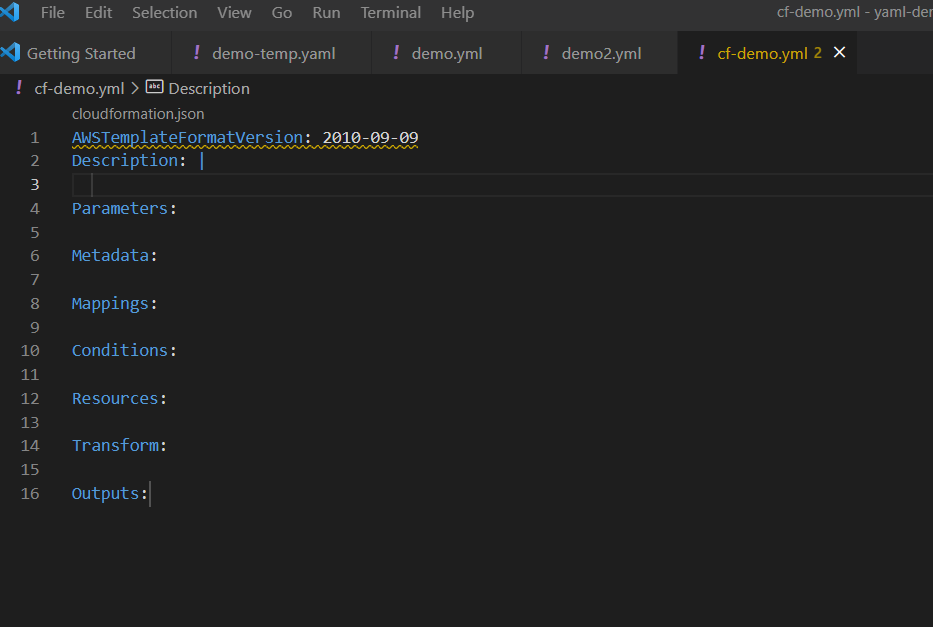 File Edit Selection View Go Run Terminal Help cf-demo.yml - yaml-der
Getting Started ! demo-temp.yaml ! demo.yml ! demo2.yml ! cf-demo.yml 2 ×
! cf-demo.yml > abc Description
cloudformation.json
1 AWSTemplateFormatVersion: 2010-09-09
2 Description: |
3
4 Parameters:
5
6 Metadata:
7
8 Mappings:
9
10 Conditions:
11
12 Resources:
13
14 Transform:
15
16 Outputs: